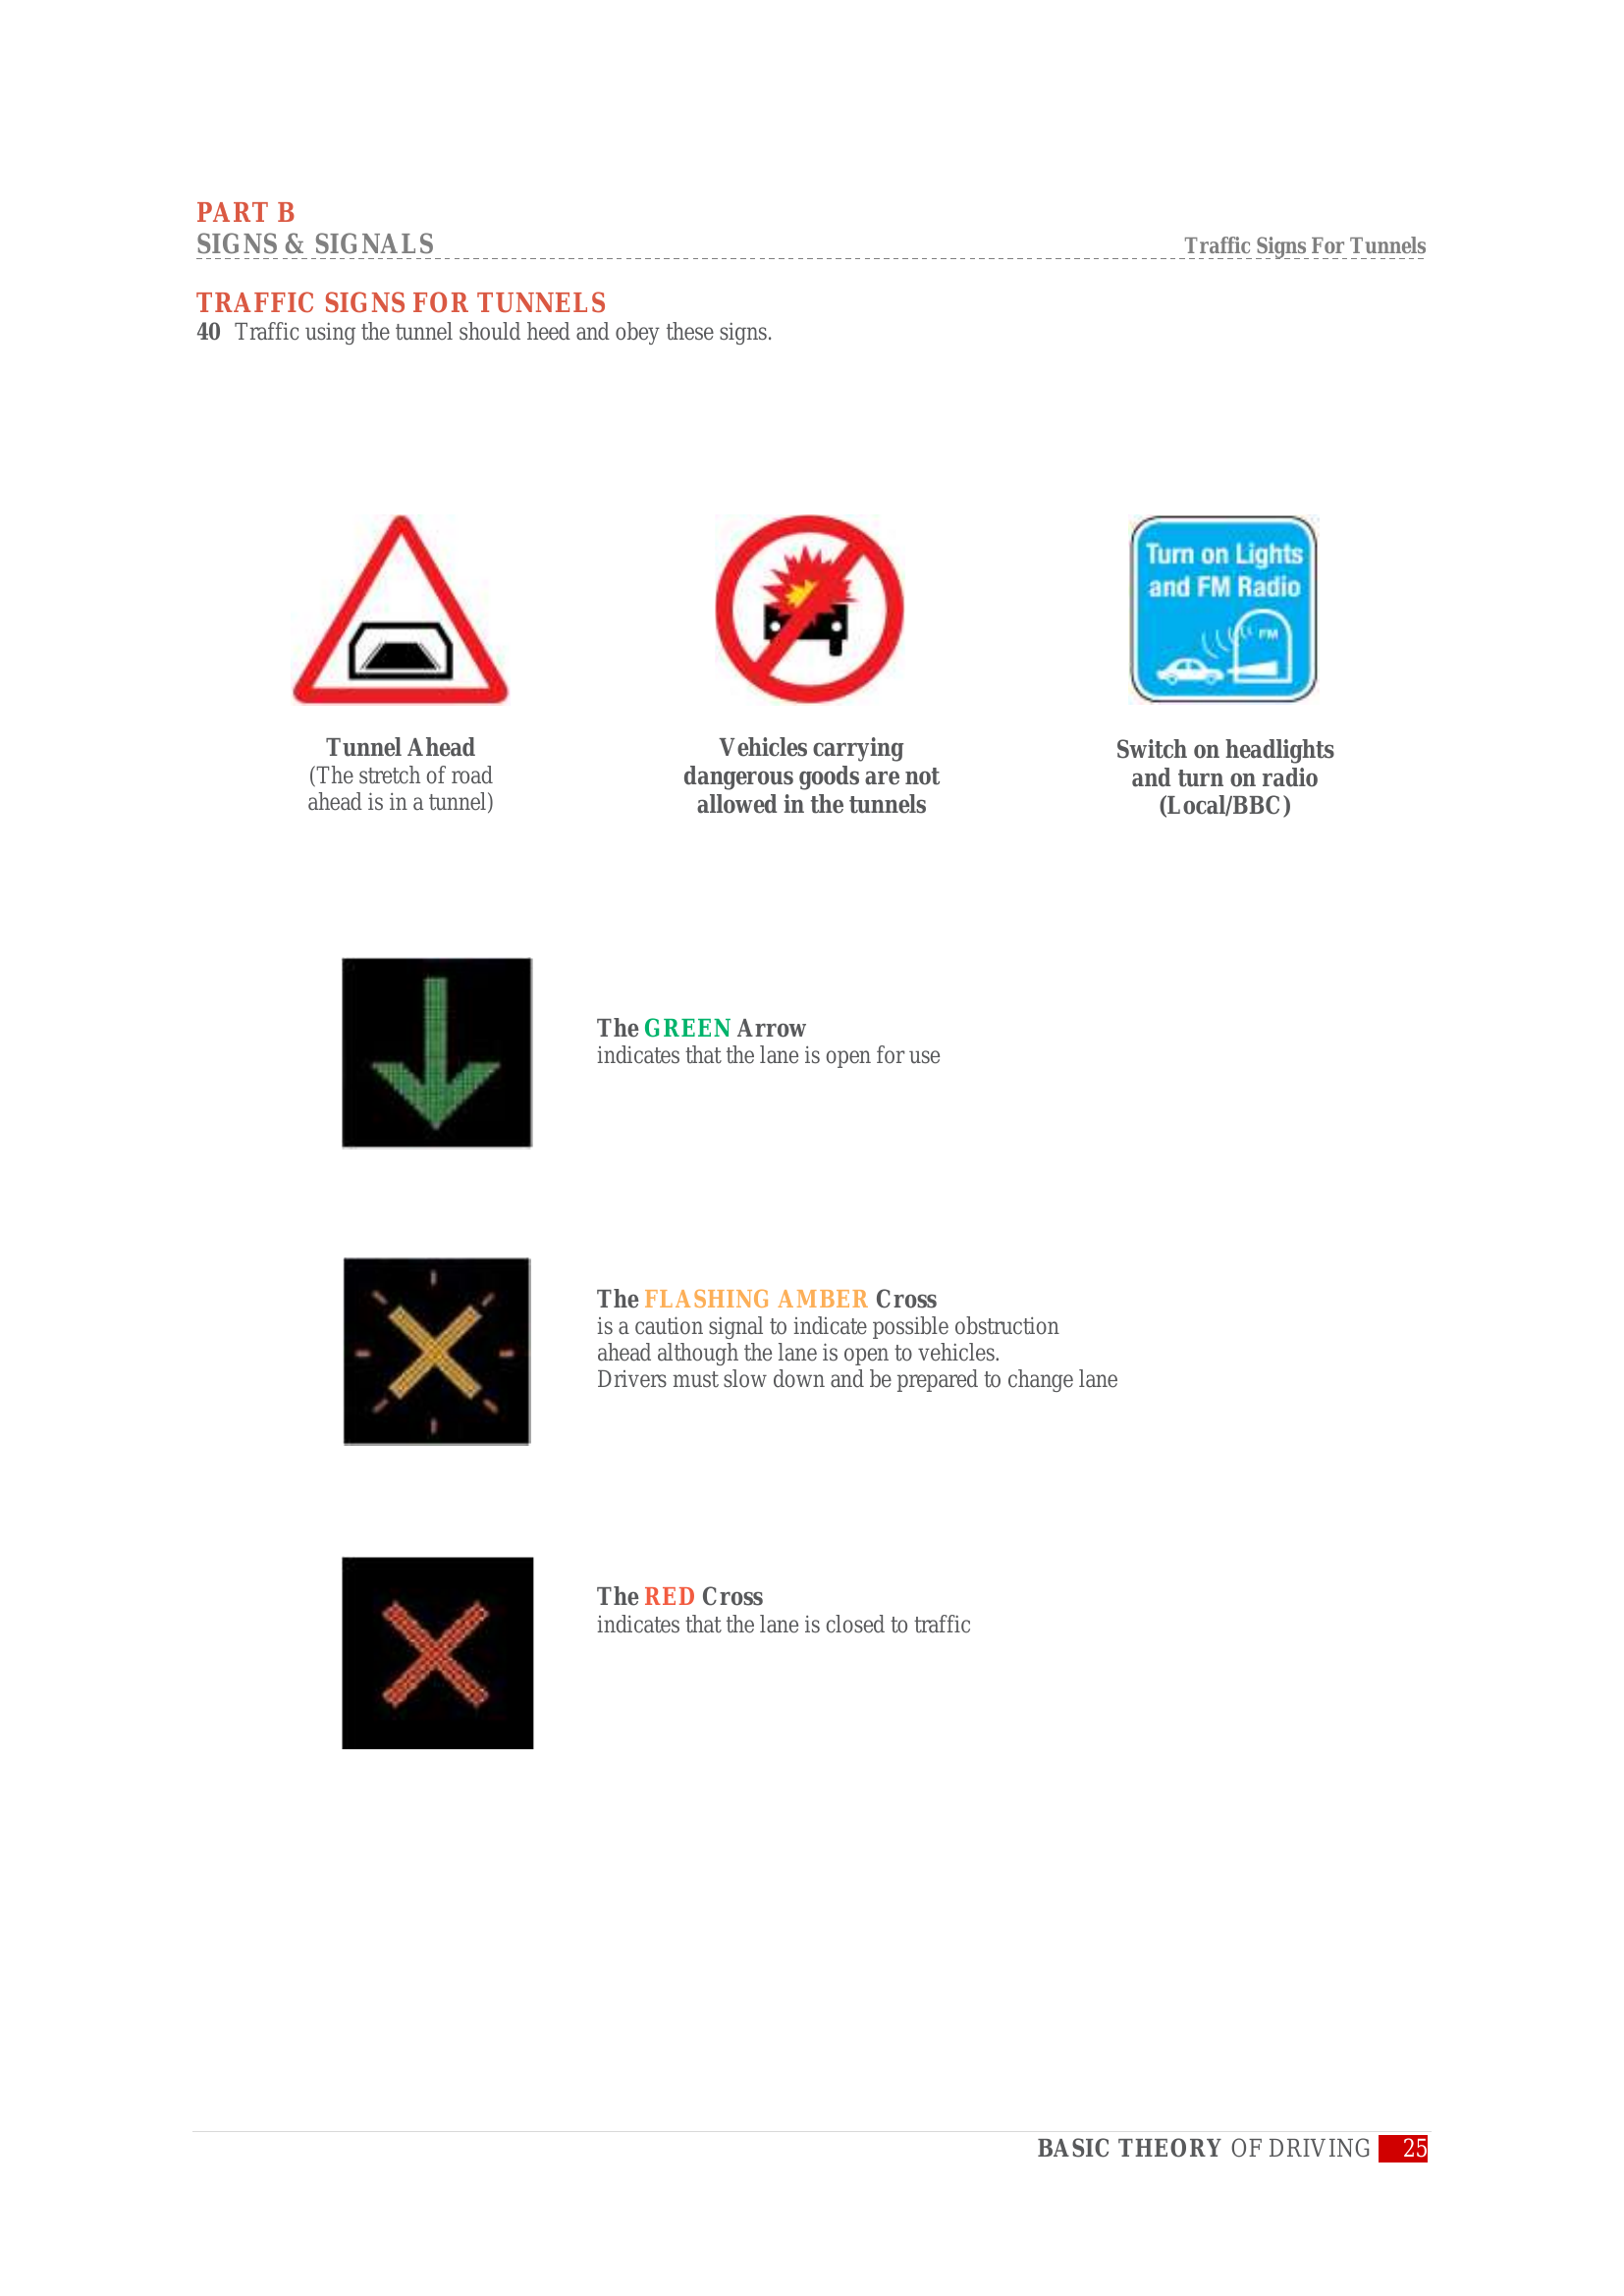 PART B
SIGNS & SIGNALS
Traffic Signs For Tunnels
TRAFFIC SIGNS FOR TUNNELS
40 Traffic using the tunnel should heed and obey these signs.
Turn on Lights
and FM Radio
FM
Tunnel Ahead
(The stretch of road
ahead is in a tunnel)
Vehicles carrying
dangerous goods are not
allowed in the tunnels
Switch on headlights
and turn on radio
(Local/BBC)
The GREEN Arrow
indicates that the lane is open for use
The FLASHING AMBER Cross
is a caution signal to indicate possible obstruction
ahead although the lane is open to vehicles.
Drivers must slow down and be prepared to change lane
The RED Cross
indicates that the lane is closed to traffic
BASIC THEORY OF DRIVING 25